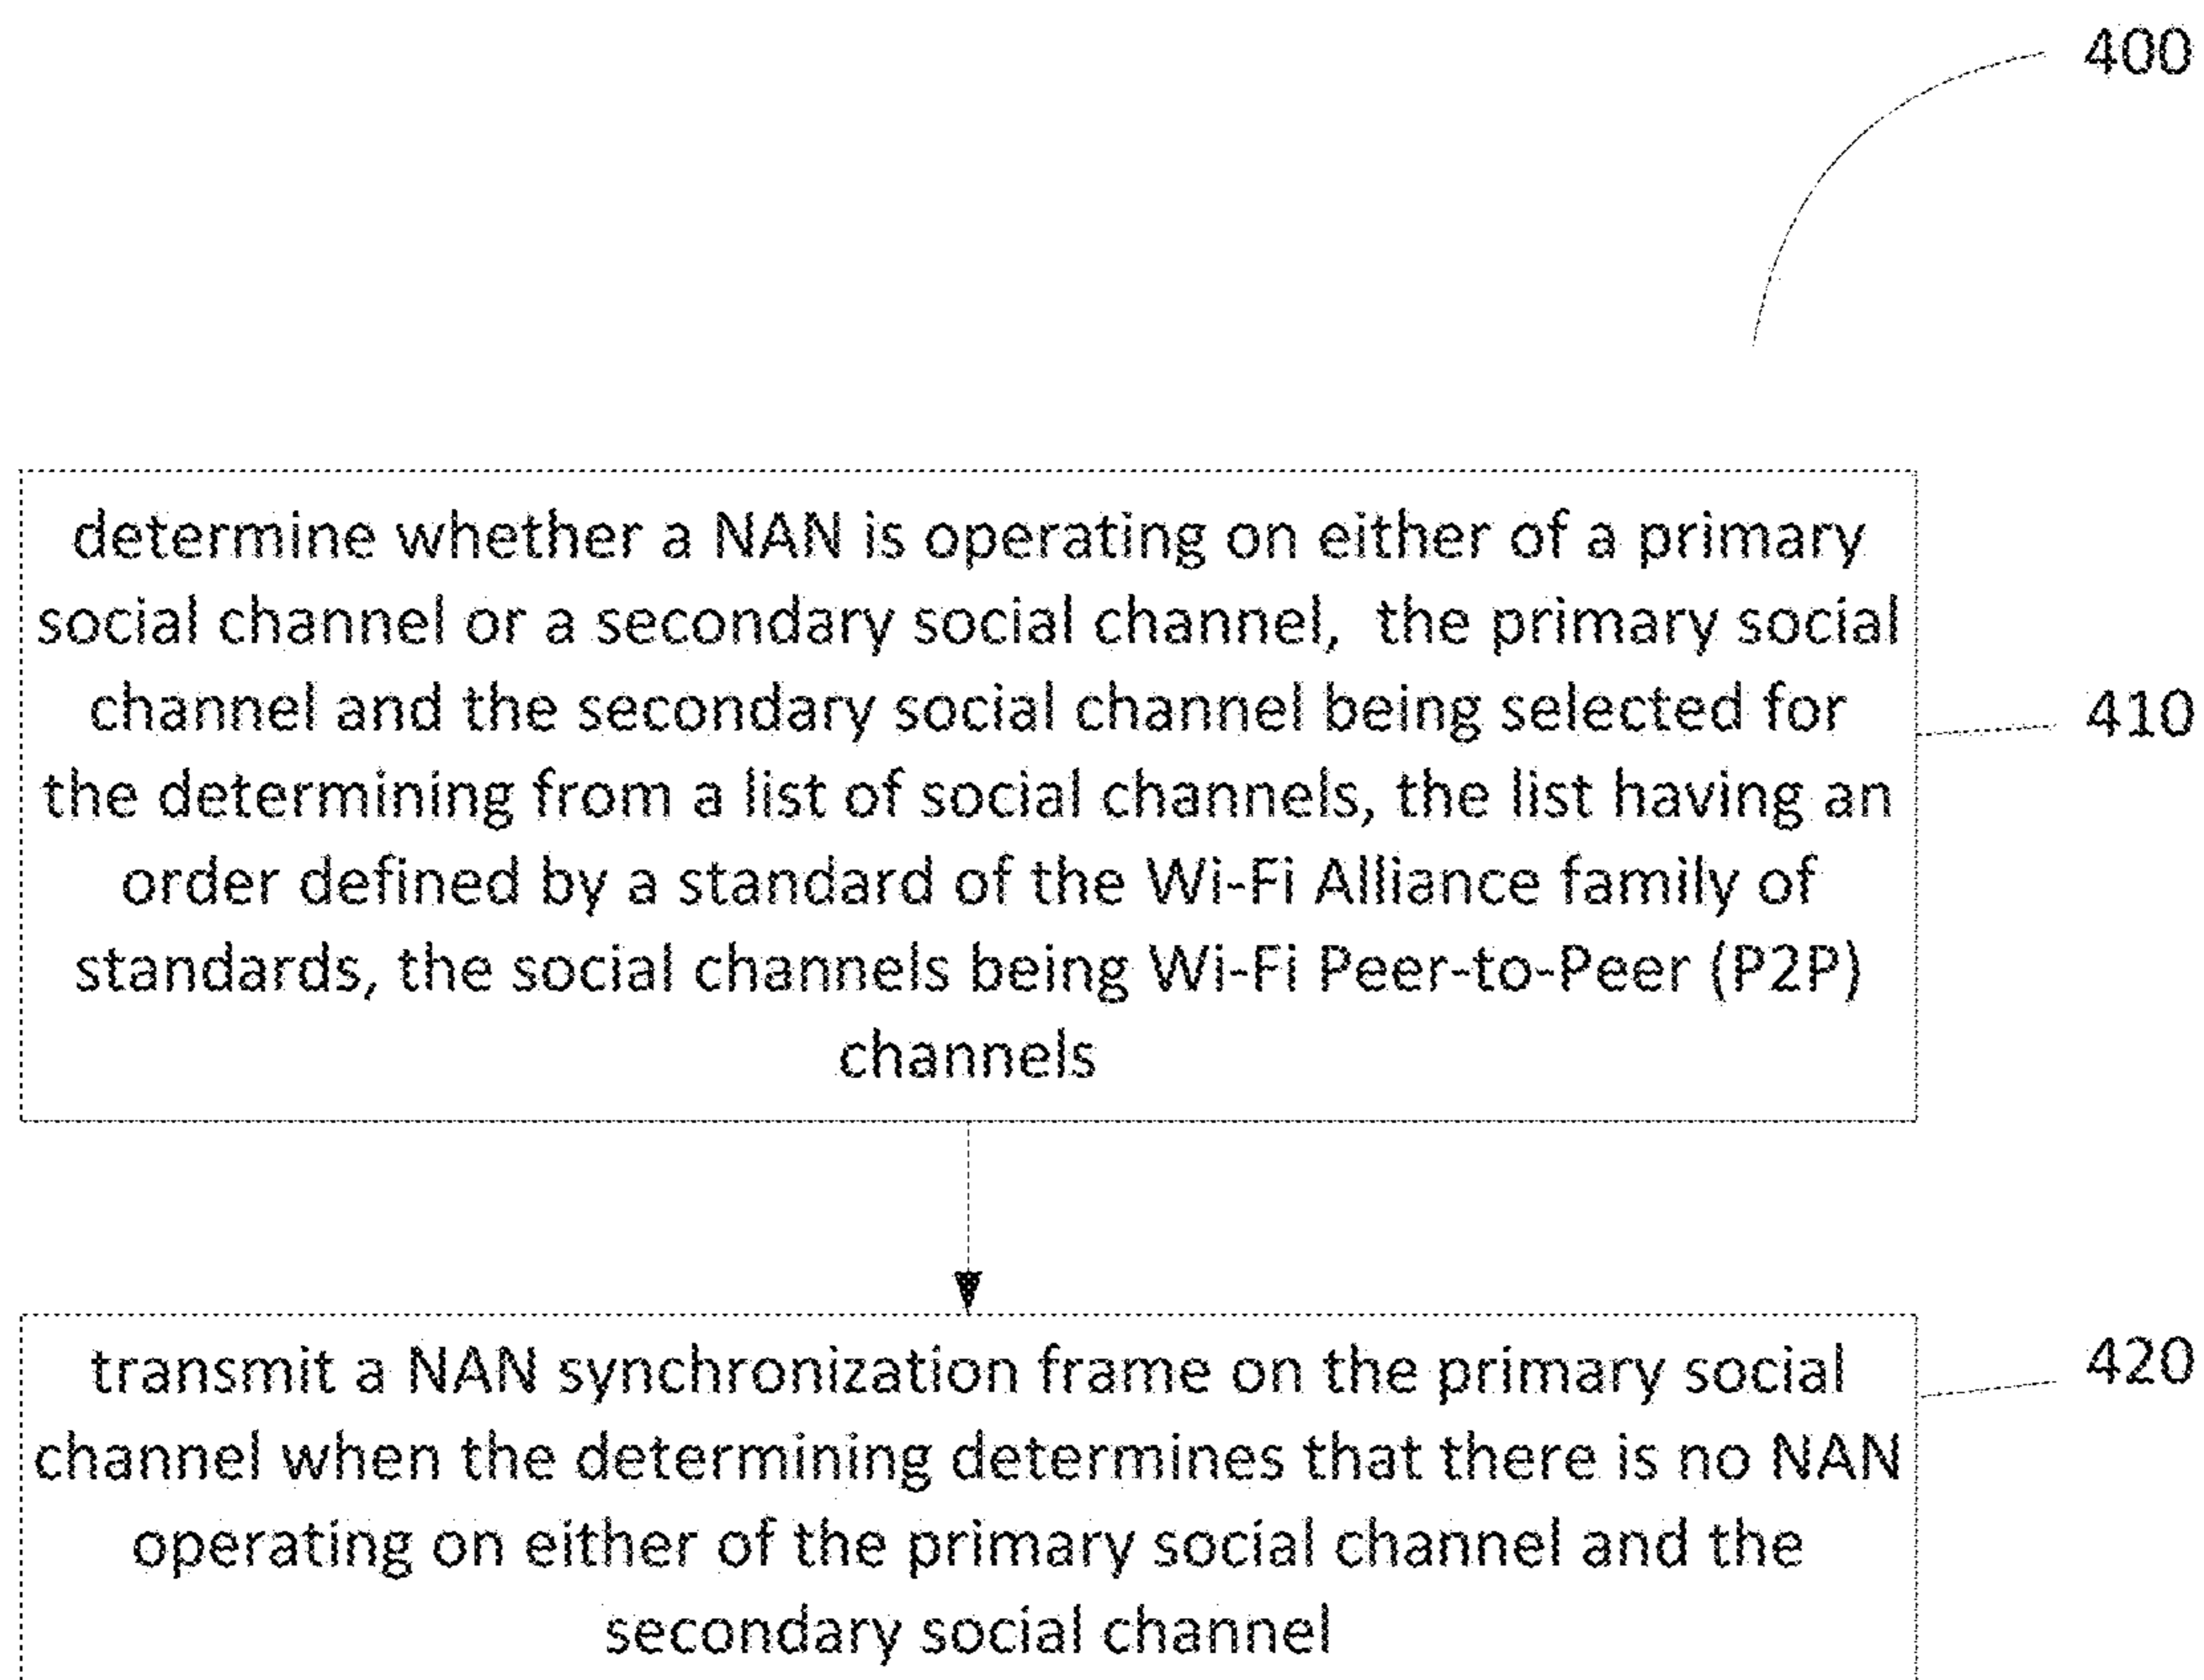 400
determine whether a NAN is operating on either of a primary
social channel or a secondary social channel, the primary social
channel and the secondary social channel being selected for
the determining from a list of social channels, the list having an
order defined by a standard of the Wi-Fi Alliance family of
standards, the social channels being Wi-Fi Peer-to-Peer (P2P)
channels
410
transmit a NAN synchronization frame on the primary social
channel when the determining determines that there is no NAN
operating on either of the primary social channel and the
secondary social channel
420